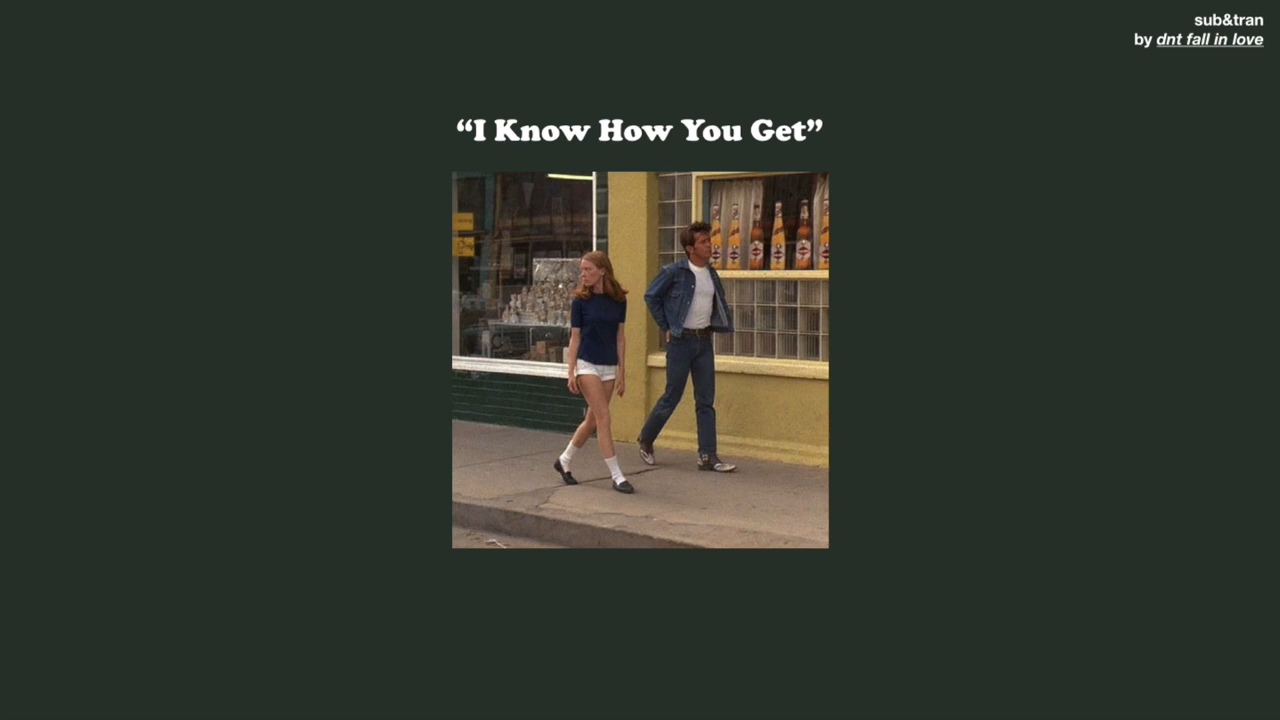 sub&tran
by dnt fall in love
“I Know How You Get”